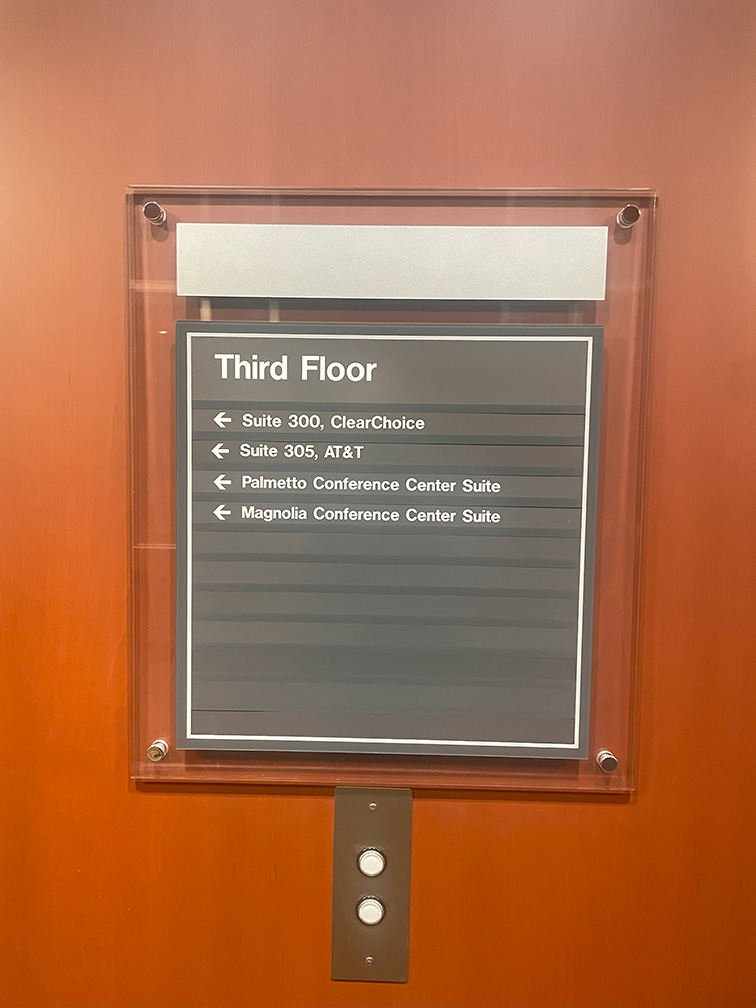 Third Floor
← Suite 300, ClearChoice
← Suite 305, AT&T
← Palmetto Conference Center Suite
← Magnolia Conference Center Suite